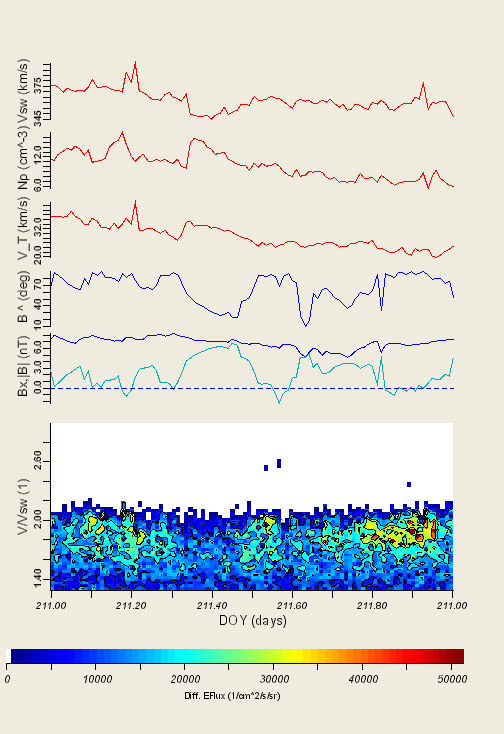 Vsw (km/s)
375
345
Np (cm^-3)
12.0
6.0
V_T (km/s)
32.0
20.0
B ^ (deg)
70
40
10
Bx,|B| (nT)
6.0
3.0
0.0
V/Vsw (1)
2.60
2.00
1.40
211.00 211.20 211.40 211.60 211.80 211.00
DOY (days)
0 10000 20000 30000 40000 50000
Diff. EFlux (1/cm^2/s/sr)